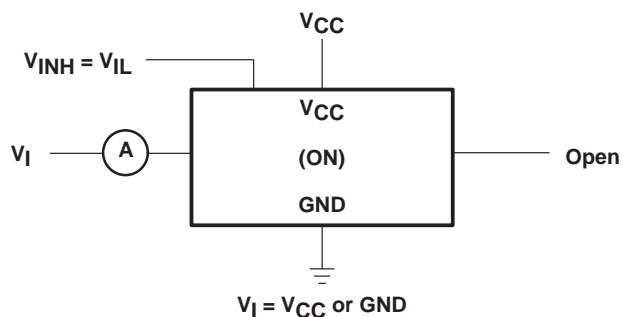 VCC
VINH = VIL
VCC
VI
A
(ON)
Open
GND
VI = VCC or GND